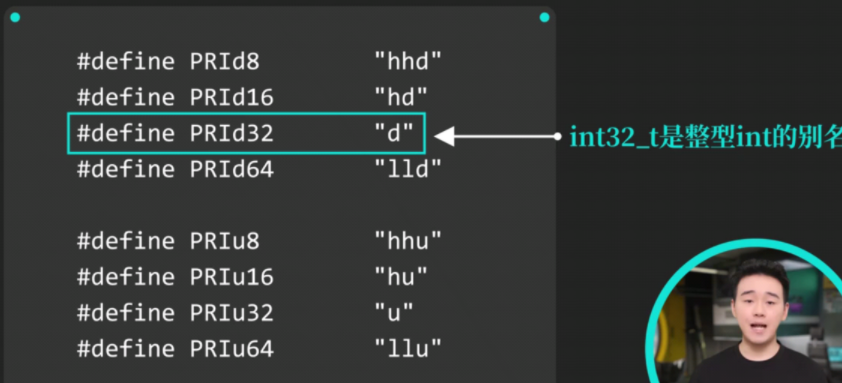 #define PRId8 "hhd"
#define PRId16 "hd"
#define PRId32 "d"
int32_t是整型int的别名
#define PRId64 "lld"
#define PRIu8 "hhu"
#define PRIu16 "hu"
#define PRIu32 "u"
#define PRIu64 "llu"